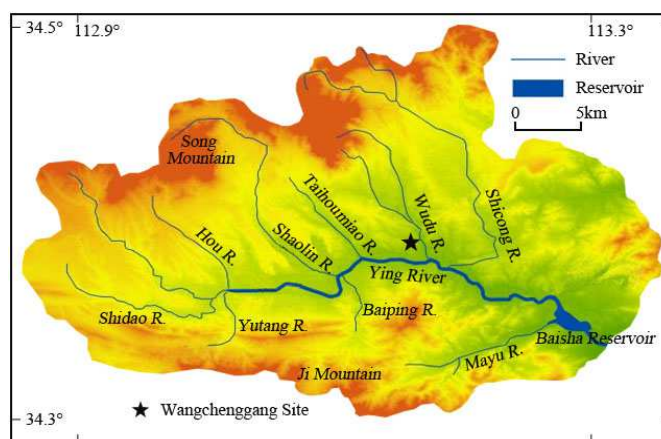 34.5°
112.9°
113.3°
River
Reservoir
0 5km
Song
Mountain
Hou R.
Shaolin R.
Taihoumiao R.
Wudu R.
Shicong R.
Ying River
Shidao R.
Yutang R.
Baiping R.
Baisha Reservoir
Mayu R.
Ji Mountain
Wangchenggang Site
34.3°